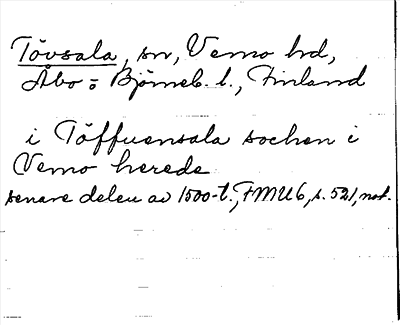 Tövsala, sn, Vemo hd,
Åbo o Björneb. l., Finland
i Töffuensala sochen i
Vemo herede
senare delen av 1500-t., FMU 6, s. 521, not.